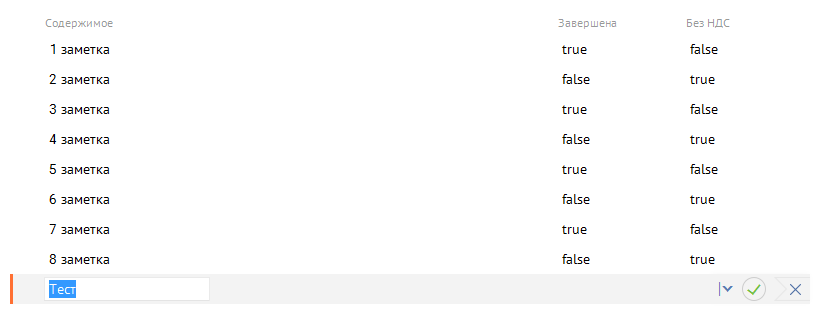 Содержимое Завершена Без НДС
1 заметка true false
2 заметка false true
3 заметка true false
4 заметка false true
5 заметка true false
6 заметка false true
7 заметка true false
8 заметка false true
Тест